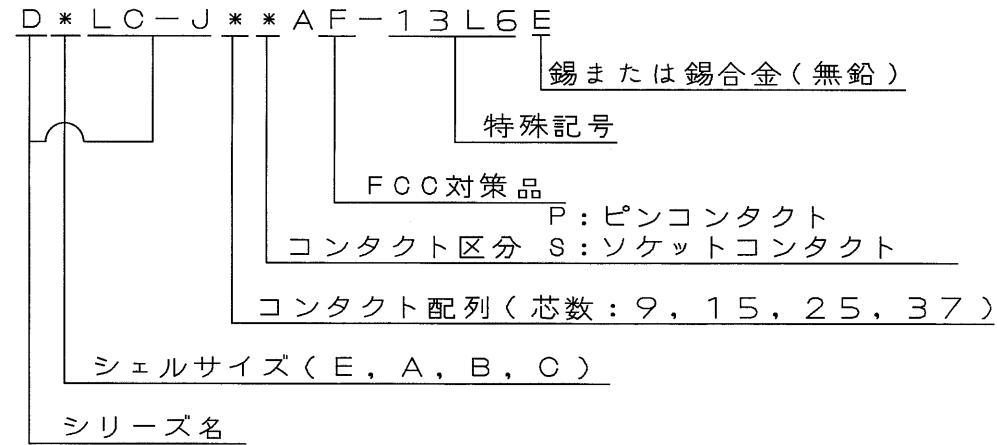 D*LC-J**AF-13L6E
錫または錫合金(無鉛)
特殊記号
FCC対策品
P:ピンコンタクト
コンタクト区分 S:ソケットコンタクト
コンタクト配列(芯数:9,15,25,37)
シェルサイズ(E,A,B,C)
シリーズ名